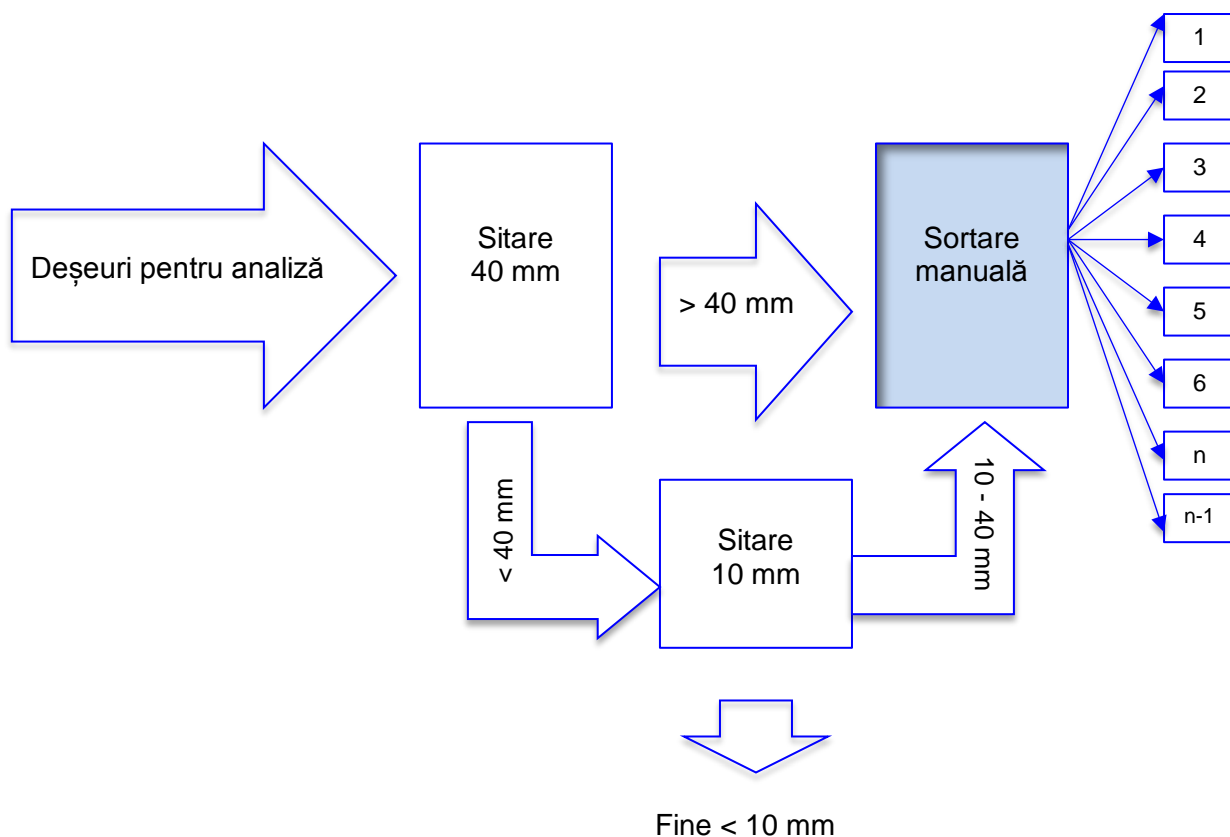 Deșeuri pentru analiză
Sitare
40 mm
> 40 mm
Sortare
manuală
1
2
3
4
5
6
n
n-1
< 40 mm
Sitare
10 mm
10 - 40 mm
Fine < 10 mm